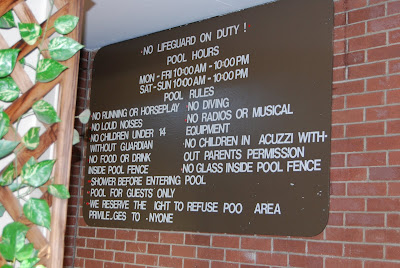 ·NO LIFEGUARD ON DUTY !
POOL HOURS
MON - FRI 10:00 AM - 10:00 PM
SAT- SUN 10:00 AM - 10:00 PM
POOL RULES
·NO RUNNING OR HORSEPLAY
·NO LOUD NOISES
·NO CHILDREN UNDER 14
WITHOUT GUARDIAN
·NO FOOD OR DRINK
INSIDE POOL FENCE
·NO DIVING
·NO RADIOS OR MUSICAL
EQUIPMENT
·NO CHILDREN IN ACUZZI WITH-
OUT PARENTS PERMISSION
·NO GLASS INSIDE POOL FENCE
·SHOWER BEFORE ENTERING POOL
·POOL FOR GUESTS ONLY
·WE RESERVE THE IGHT TO REFUSE POO AREA
PRIVILE GES TO NYONE